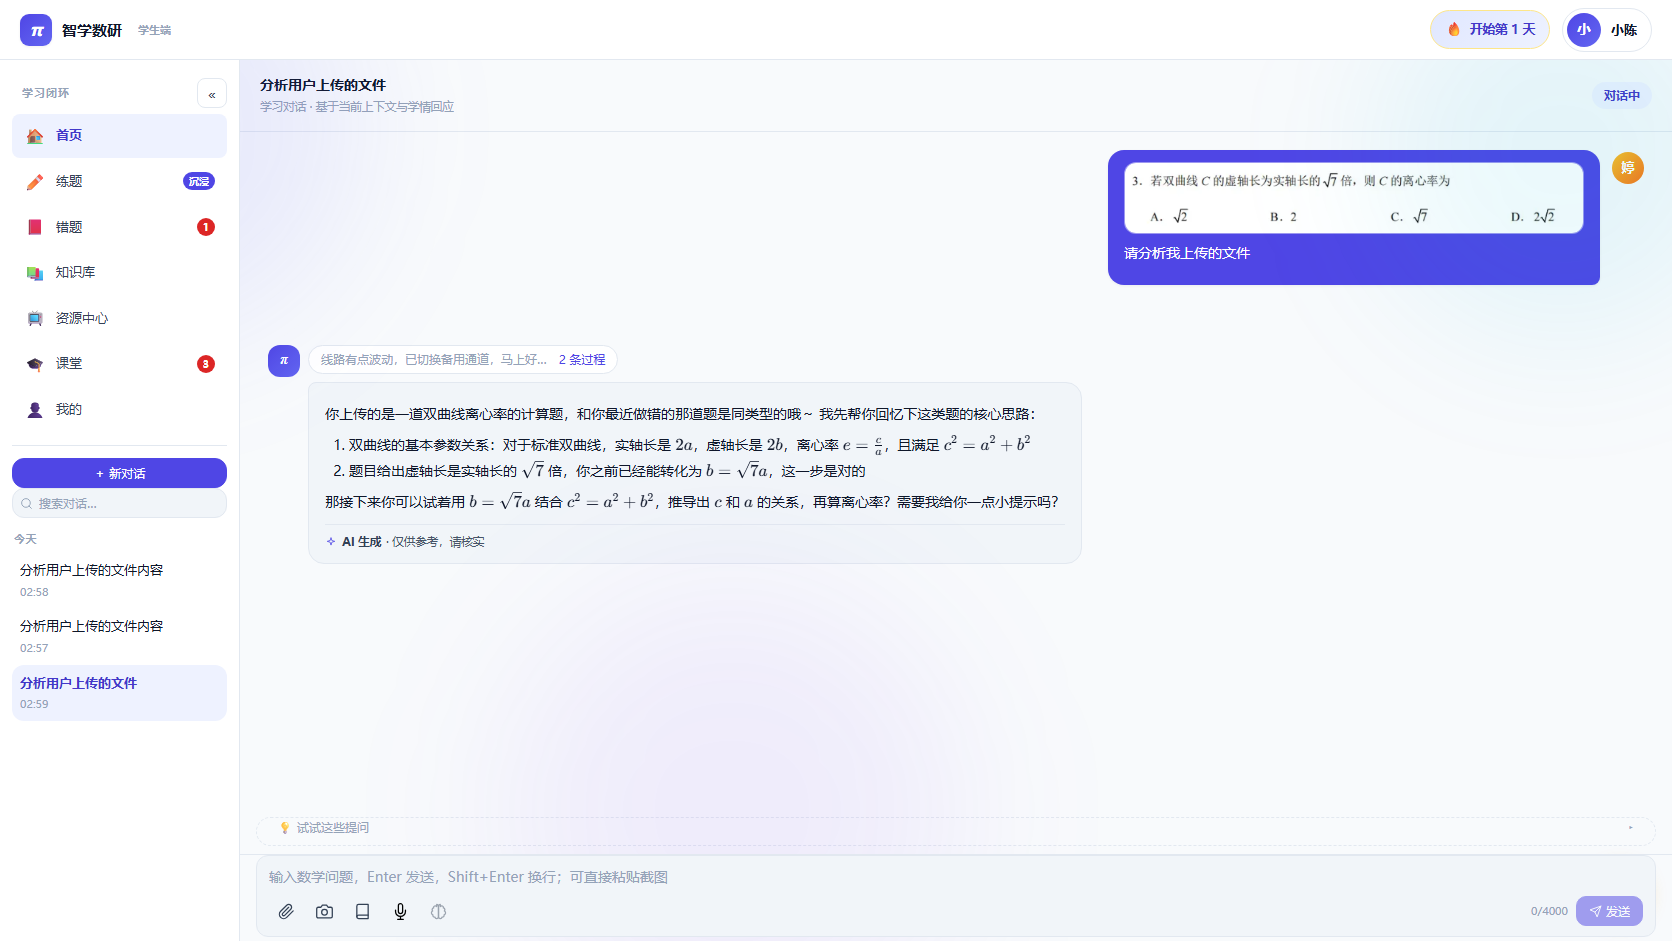 π 智学数研 学生端
🔥 开始第 1 天
小 小陈
学习闭环 «
首页
练题 沉浸
错题 1
知识库
资源中心
课堂 3
我的
+ 新对话
搜索对话...
今天
分析用户上传的文件内容
02:58
分析用户上传的文件内容
02:57
分析用户上传的文件
02:59
分析用户上传的文件
学习对话 · 基于当前上下文与学情回应
对话中
婷
3. 若双曲线 C 的虚轴长为实轴长的 √7 倍，则 C 的离心率为
A. √2 B. 2 C. √7 D. 2√2
请分析我上传的文件
π 线路有点波动，已切换备用通道，马上好... 2 条过程
你上传的是一道双曲线离心率的计算题，和你最近做错的那道题是同类型的哦～ 我先帮你回忆下这类题的核心思路：
1. 双曲线的基本参数关系：对于标准双曲线，实轴长是 2a，虚轴长是 2b，离心率 e = c/a，且满足 c² = a² + b²
2. 题目给出虚轴长是实轴长的 √7 倍，你之前已经能转化为 b = √7a，这一步是对的
那接下来你可以试着用 b = √7a 结合 c² = a² + b²，推导出 c 和 a 的关系，再算离心率？需要我给你一点小提示吗？
AI 生成 · 仅供参考，请核实
试试这些提问
输入数学问题，Enter 发送，Shift+Enter 换行；可直接粘贴截图
0/4000 发送